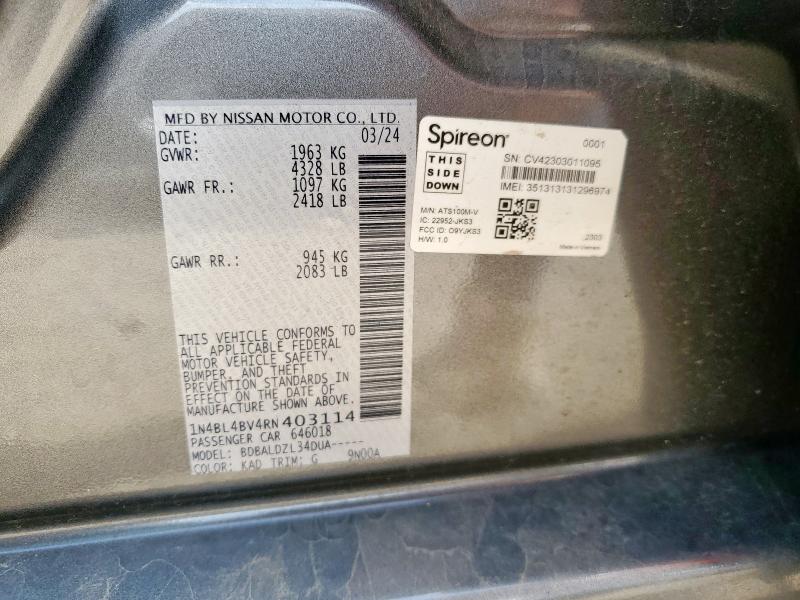 MFD BY NISSAN MOTOR CO., LTD.
DATE: 03/24
GVWR: 1963 KG
4328 LB
GAWR FR.: 1097 KG
2418 LB
GAWR RR.: 945 KG
2083 LB
THIS VEHICLE CONFORMS TO
ALL APPLICABLE FEDERAL
MOTOR VEHICLE SAFETY,
BUMPER, AND THEFT
PREVENTION STANDARDS IN
EFFECT ON THE DATE OF
MANUFACTURE SHOWN ABOVE.
1N4BL4BV4RN403114
PASSENGER CAR 646018
MODEL: BDBALDZL34DUA-----
COLOR: KAD TRIM: G 9N00A
Spireon 0001
THIS
SIDE
DOWN
SN: CV42303011095
IMEI: 351313131296974
M/N: ATS100M-V
IC: 22952-JKS3
FCC ID: O9YJKS3
H/W: 1.0
2303
Made in Vietnam